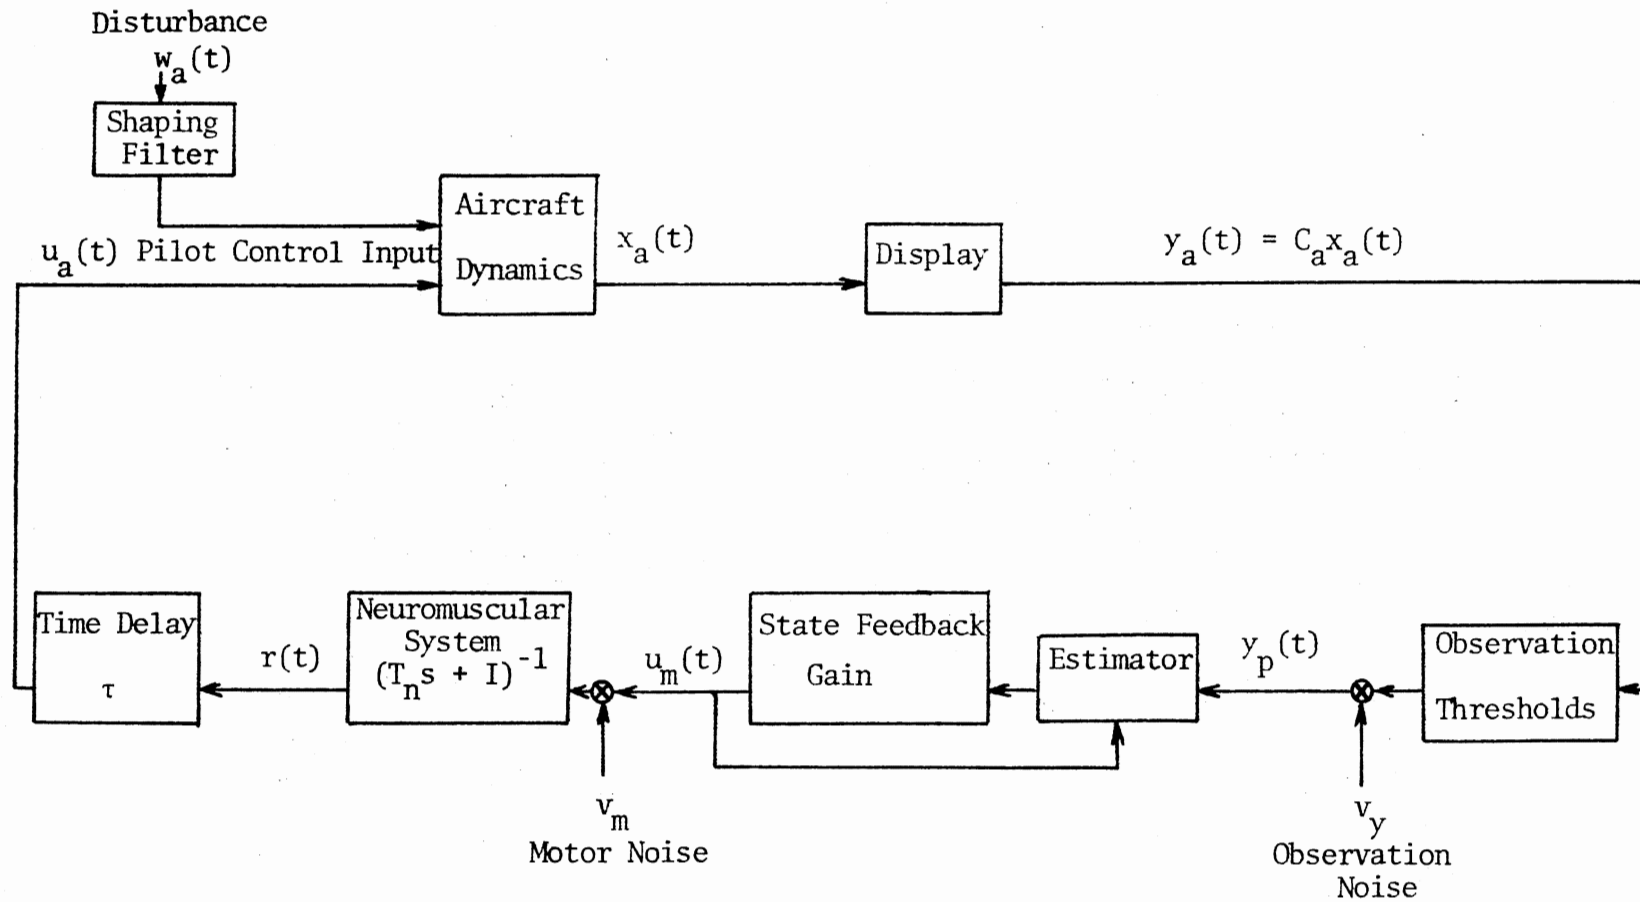 Disturbance
w_a(t)
Shaping
Filter
Aircraft
Dynamics
u_a(t) Pilot Control Input
x_a(t)
Display
y_a(t) = C_a x_a(t)
Time Delay
τ
r(t)
Neuromuscular
System
(T_n s + I)^-1
u_m(t)
State Feedback
Gain
Estimator
y_p(t)
Observation
Thresholds
v_m
Motor Noise
v_y
Observation
Noise